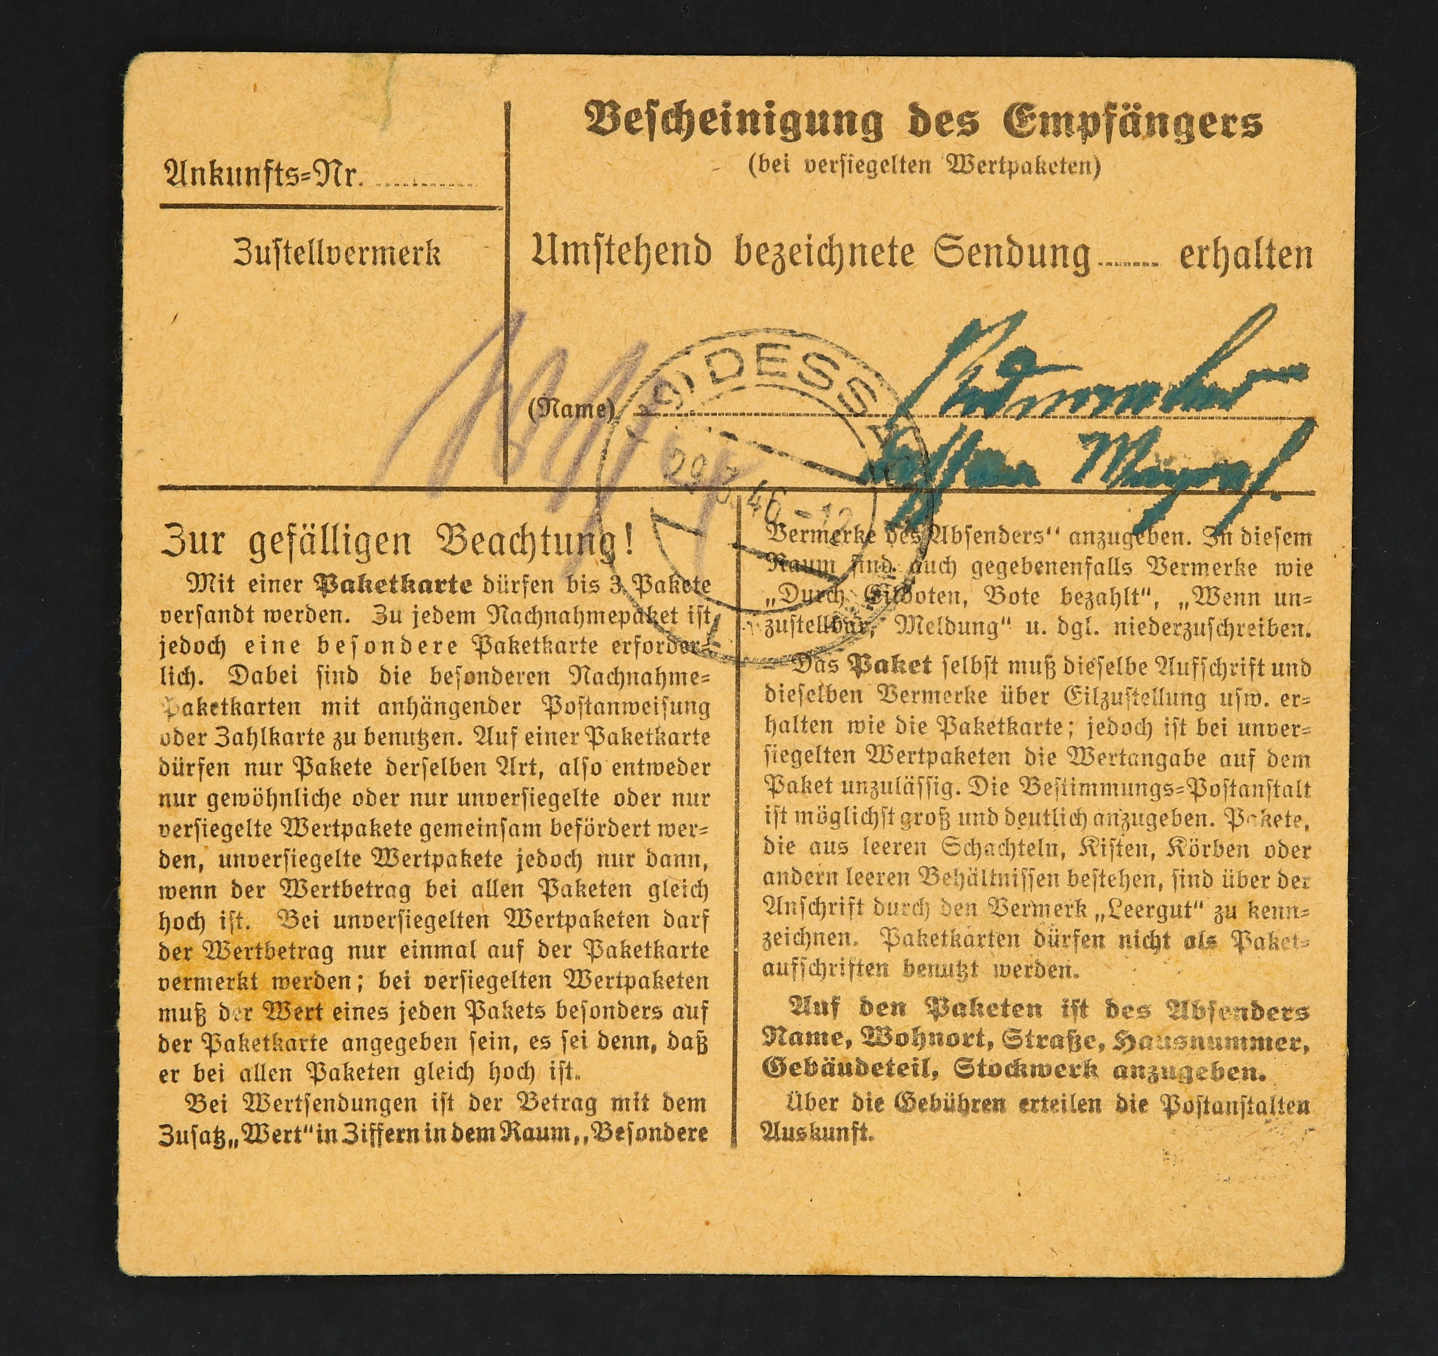 Ankunfts-Nr.
Zustellvermerk
Bescheinigung des Empfängers
(bei versiegelten Wertpaketen)
Umstehend bezeichnete Sendung erhalten
(Name)
(19) DESSAU
29.3.46-12
Zur gefälligen Beachtung!
Mit einer Paketkarte dürfen bis 3 Pakete
versandt werden. Zu jedem Nachnahmepaket ist
jedoch eine besondere Paketkarte erforder-
lich. Dabei sind die besonderen Nachnahme-
Paketkarten mit anhängender Postanweisung
oder Zahlkarte zu benutzen. Auf einer Paketkarte
dürfen nur Pakete derselben Art, also entweder
nur gewöhnliche oder nur unversiegelte oder nur
versiegelte Wertpakete gemeinsam befördert wer-
den, unversiegelte Wertpakete jedoch nur dann,
wenn der Wertbetrag bei allen Paketen gleich
hoch ist. Bei unversiegelten Wertpaketen darf
der Wertbetrag nur einmal auf der Paketkarte
vermerkt werden; bei versiegelten Wertpaketen
muß der Wert eines jeden Pakets besonders auf
der Paketkarte angegeben sein, es sei denn, daß
er bei allen Paketen gleich hoch ist.
Bei Wertsendungen ist der Betrag mit dem
Zusatz „Wert" in Ziffern in dem Raum „Besondere
Vermerke des Absenders" anzugeben. In diesem
Raum sind auch gegebenenfalls Vermerke wie
„Durch Eilboten, Bote bezahlt", „Wenn un-
zustellbar, Meldung" u. dgl. niederzuschreiben.
Das Paket selbst muß dieselbe Aufschrift und
dieselben Vermerke über Eilzustellung usw. er-
halten wie die Paketkarte; jedoch ist bei unver-
siegelten Wertpaketen die Wertangabe auf dem
Paket unzulässig. Die Bestimmungs-Postanstalt
ist möglichst groß und deutlich anzugeben. Pakete,
die aus leeren Schachteln, Kisten, Körben oder
andern leeren Behältnissen bestehen, sind über der
Anschrift durch den Vermerk „Leergut" zu kenn-
zeichnen. Paketkarten dürfen nicht als Paket-
aufschriften benutzt werden.
Auf den Paketen ist des Absenders
Name, Wohnort, Straße, Hausnummer,
Gebäudeteil, Stockwerk anzugeben.
Über die Gebühren erteilen die Postanstalten
Auskunft.